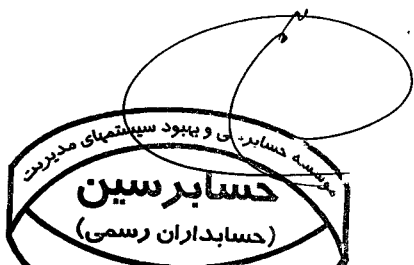 موسسه حسابرسی و بهبود سیستمهای مدیریت
حسابرسین
(حسابداران رسمی)